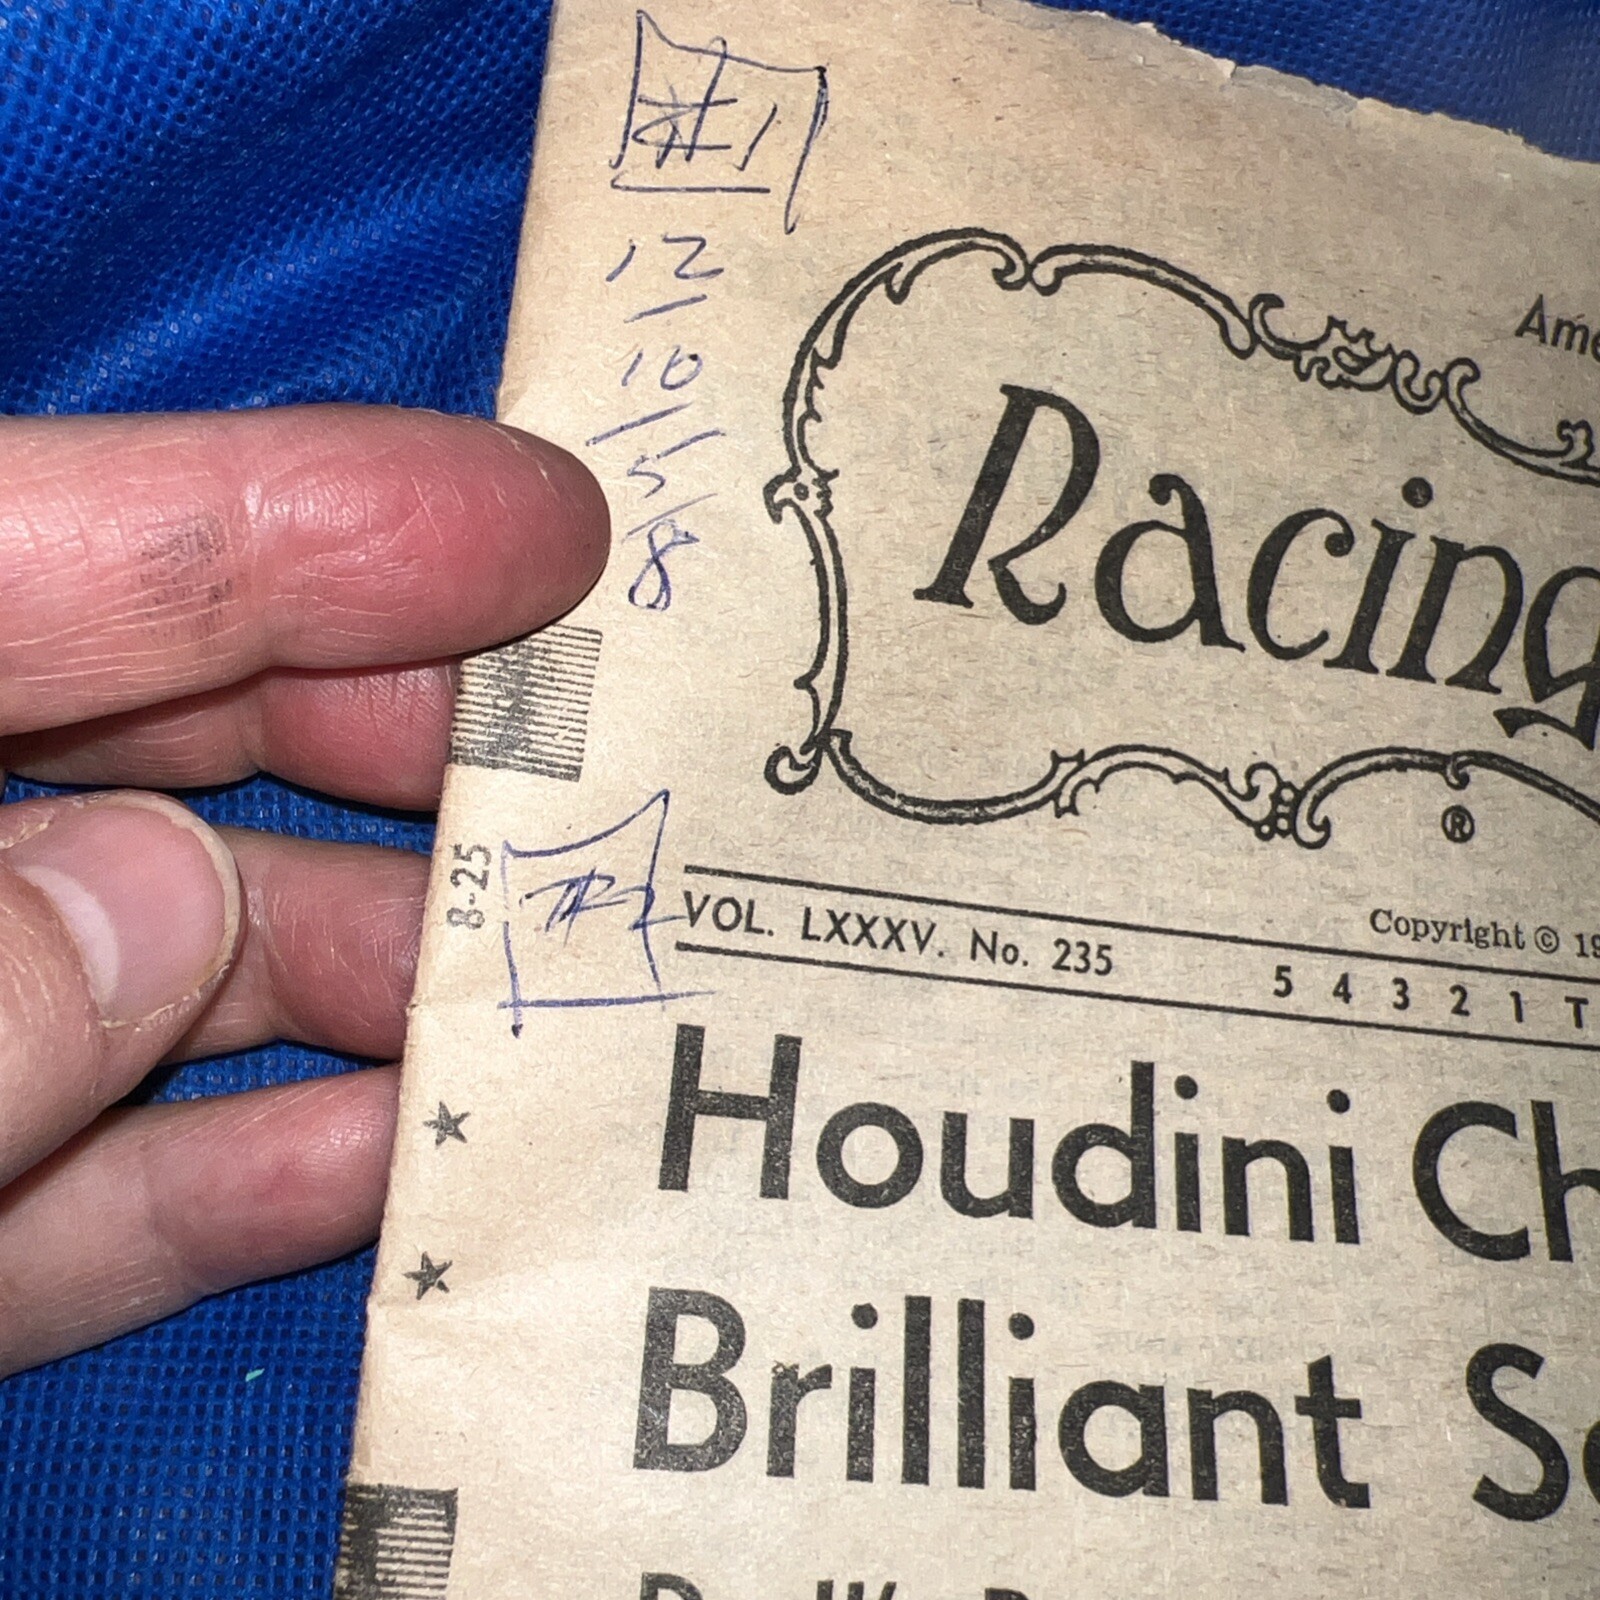 #1
12
10
5
8
Ame
Racing
®
8-25
#2
VOL. LXXXV. No. 235
Copyright © 19
5 4 3 2 1 T
Houdini Ch
Brilliant S